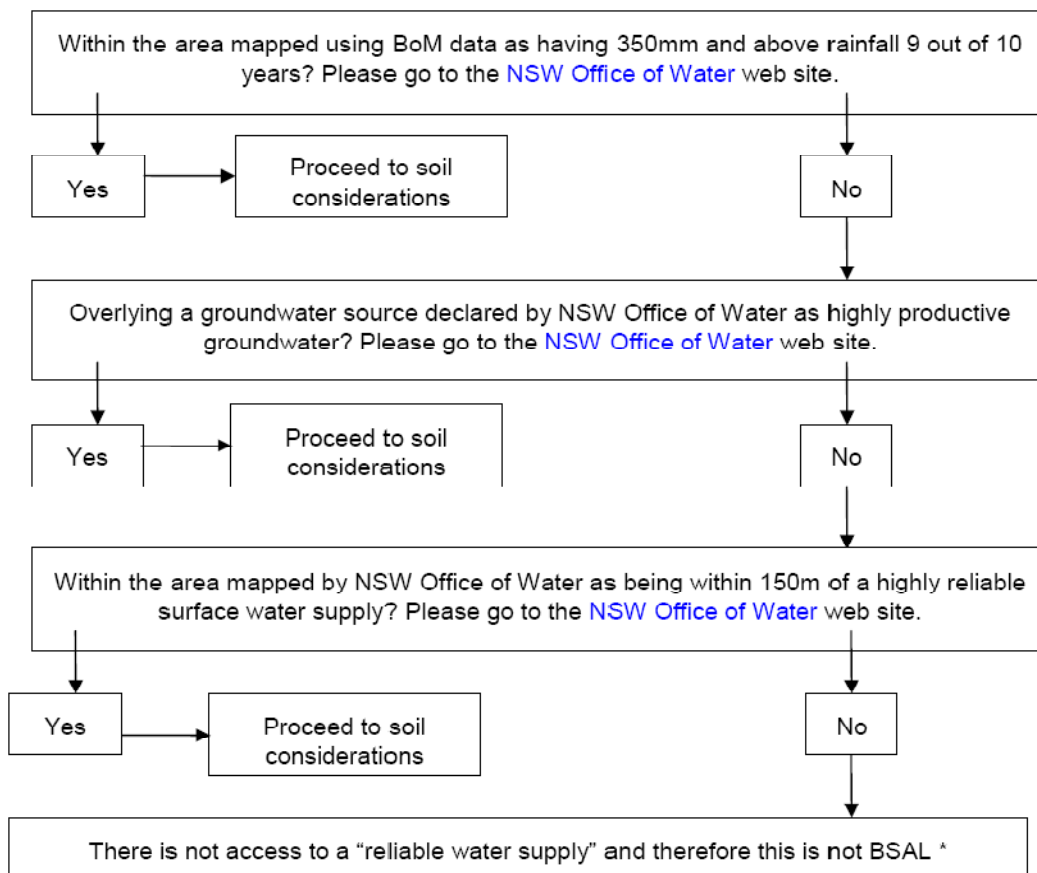 Within the area mapped using BoM data as having 350mm and above rainfall 9 out of 10
years? Please go to the NSW Office of Water web site.
Yes
Proceed to soil
considerations
No
Overlying a groundwater source declared by NSW Office of Water as highly productive
groundwater? Please go to the NSW Office of Water web site.
Yes
Proceed to soil
considerations
No
Within the area mapped by NSW Office of Water as being within 150m of a highly reliable
surface water supply? Please go to the NSW Office of Water web site.
Yes
Proceed to soil
considerations
No
There is not access to a “reliable water supply” and therefore this is not BSAL *